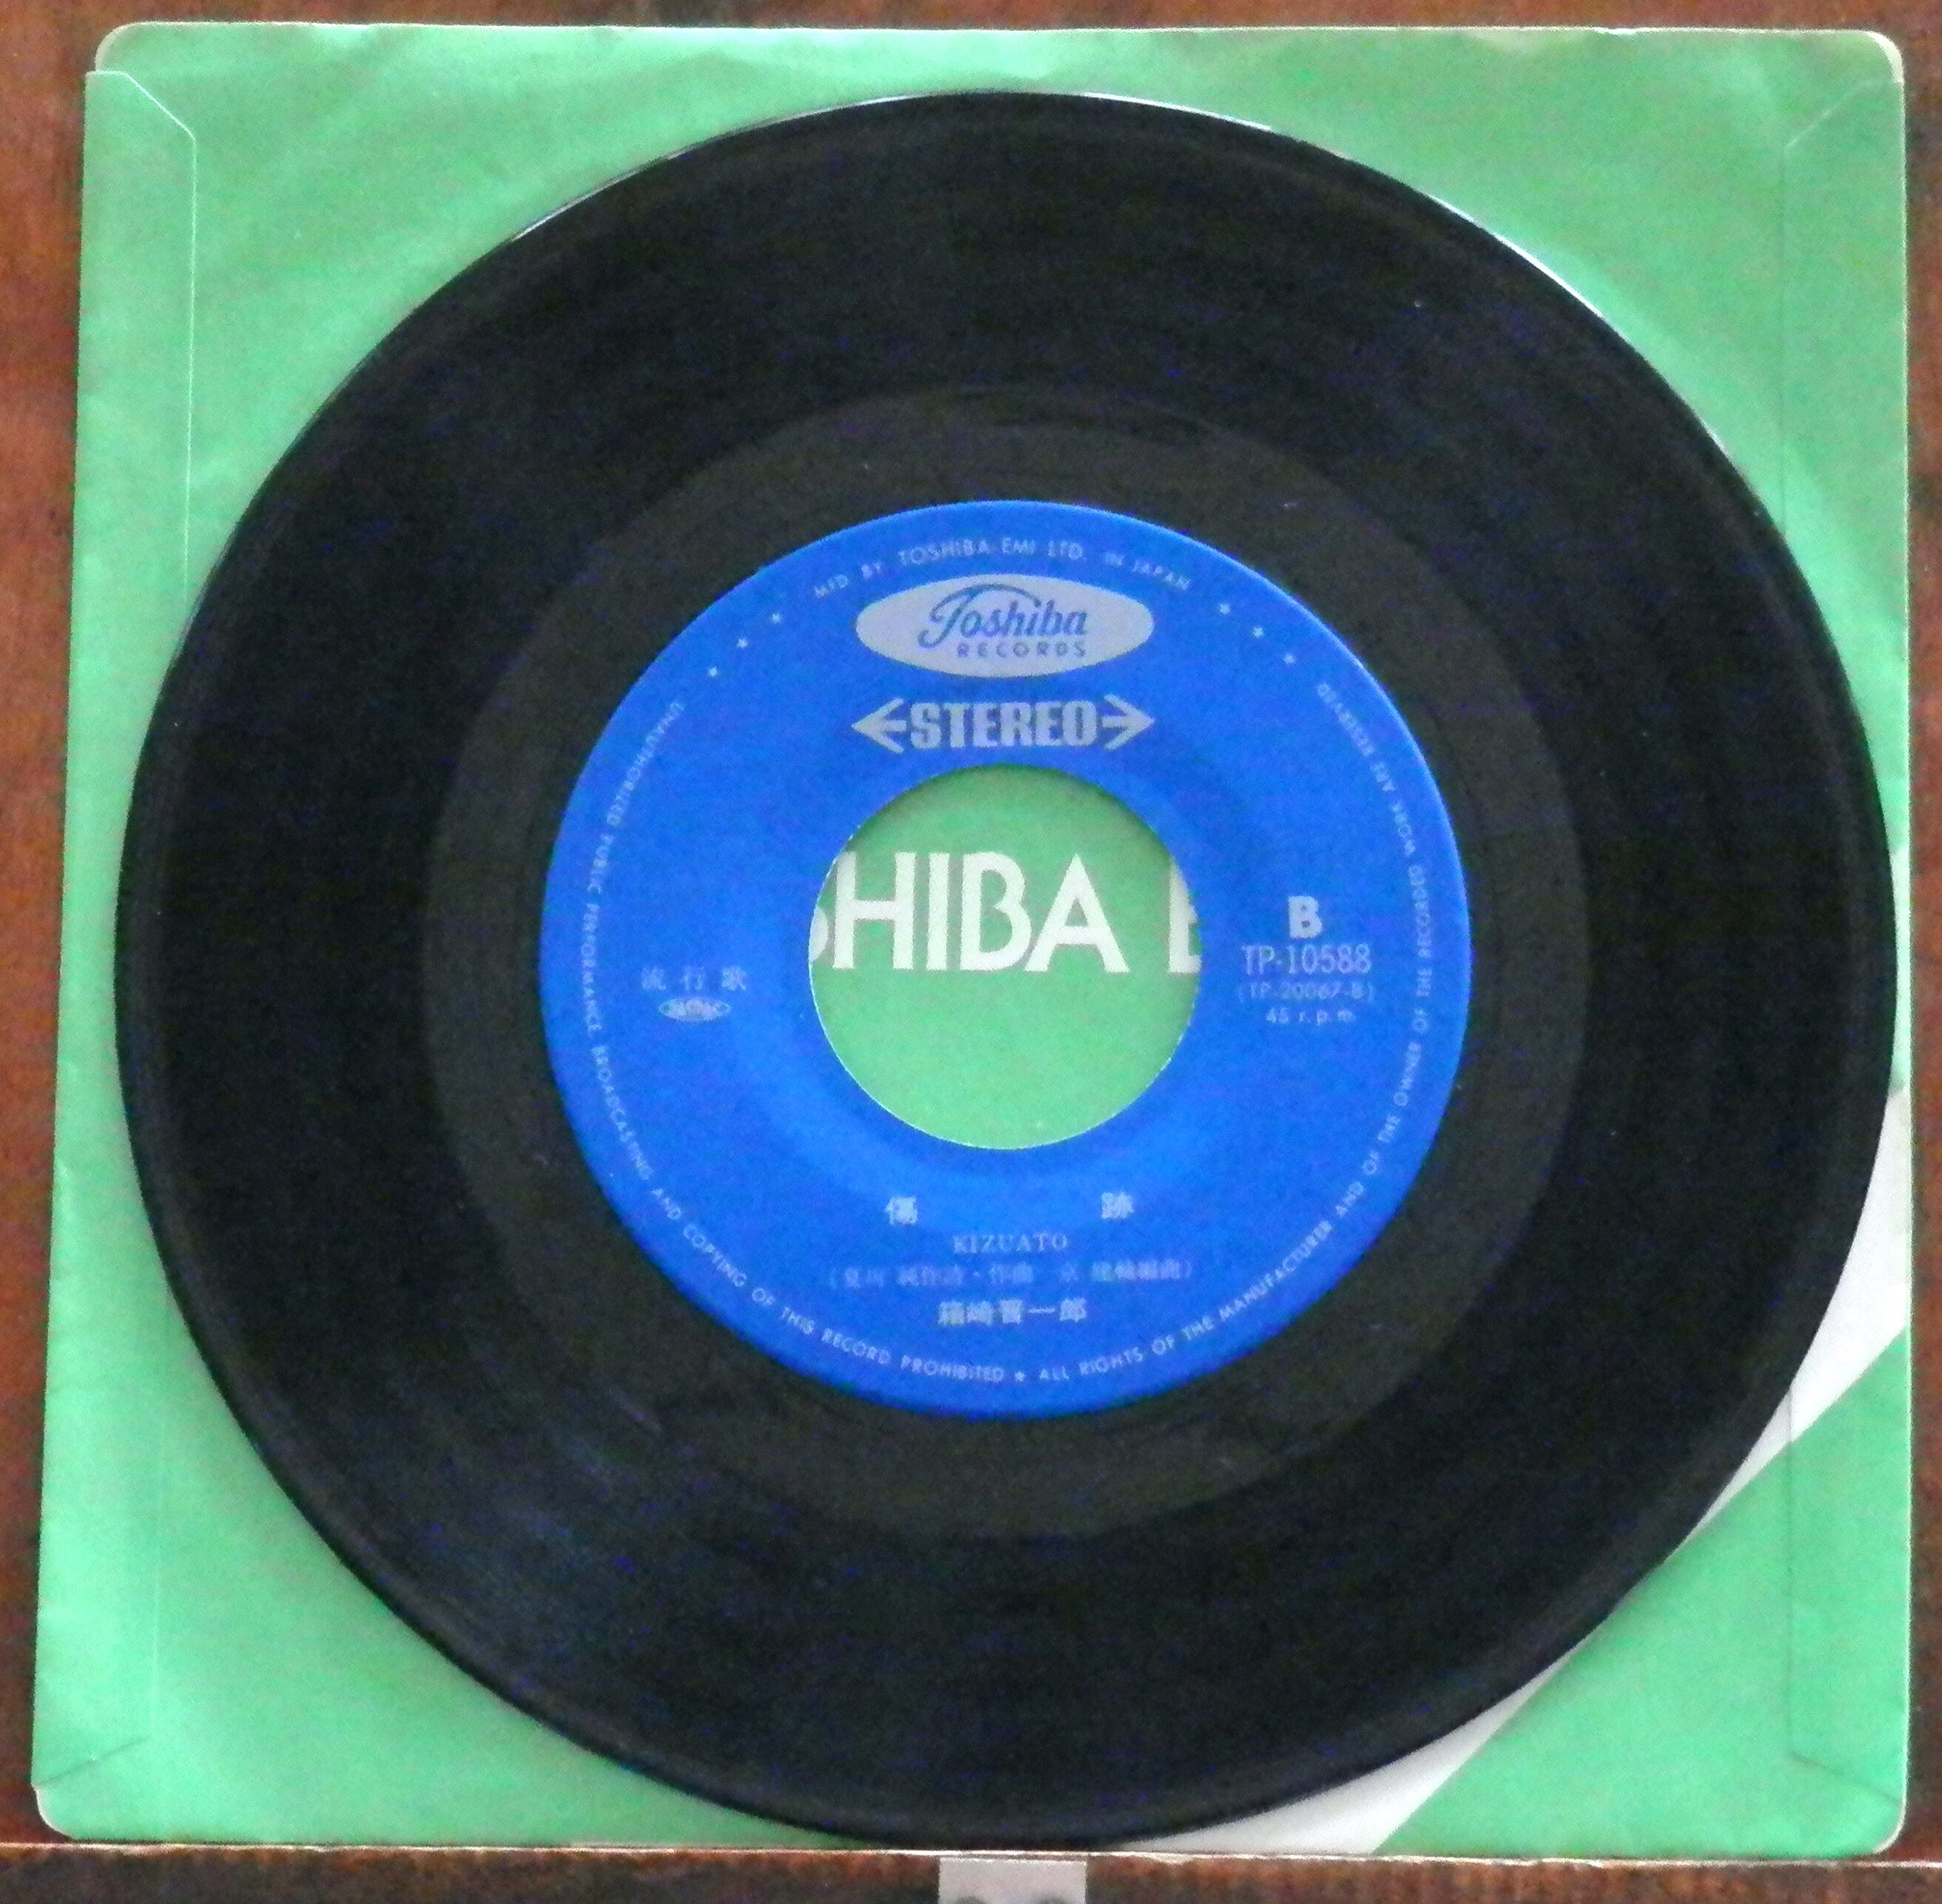 MFD BY TOSHIBA EMI LTD. IN JAPAN
Toshiba
RECORDS
STEREO
SHIBA E
B
TP-10588
(TP-20067-B)
45 r.p.m.
流行歌
傷跡
KIZUATO
箱崎晋一郎
UNAUTHORIZED PUBLIC PERFORMANCE, BROADCASTING AND COPYING OF THIS RECORD PROHIBITED ★ ALL RIGHTS OF THE MANUFACTURER AND OF THE OWNER OF THE RECORDED WORK ARE RESERVED